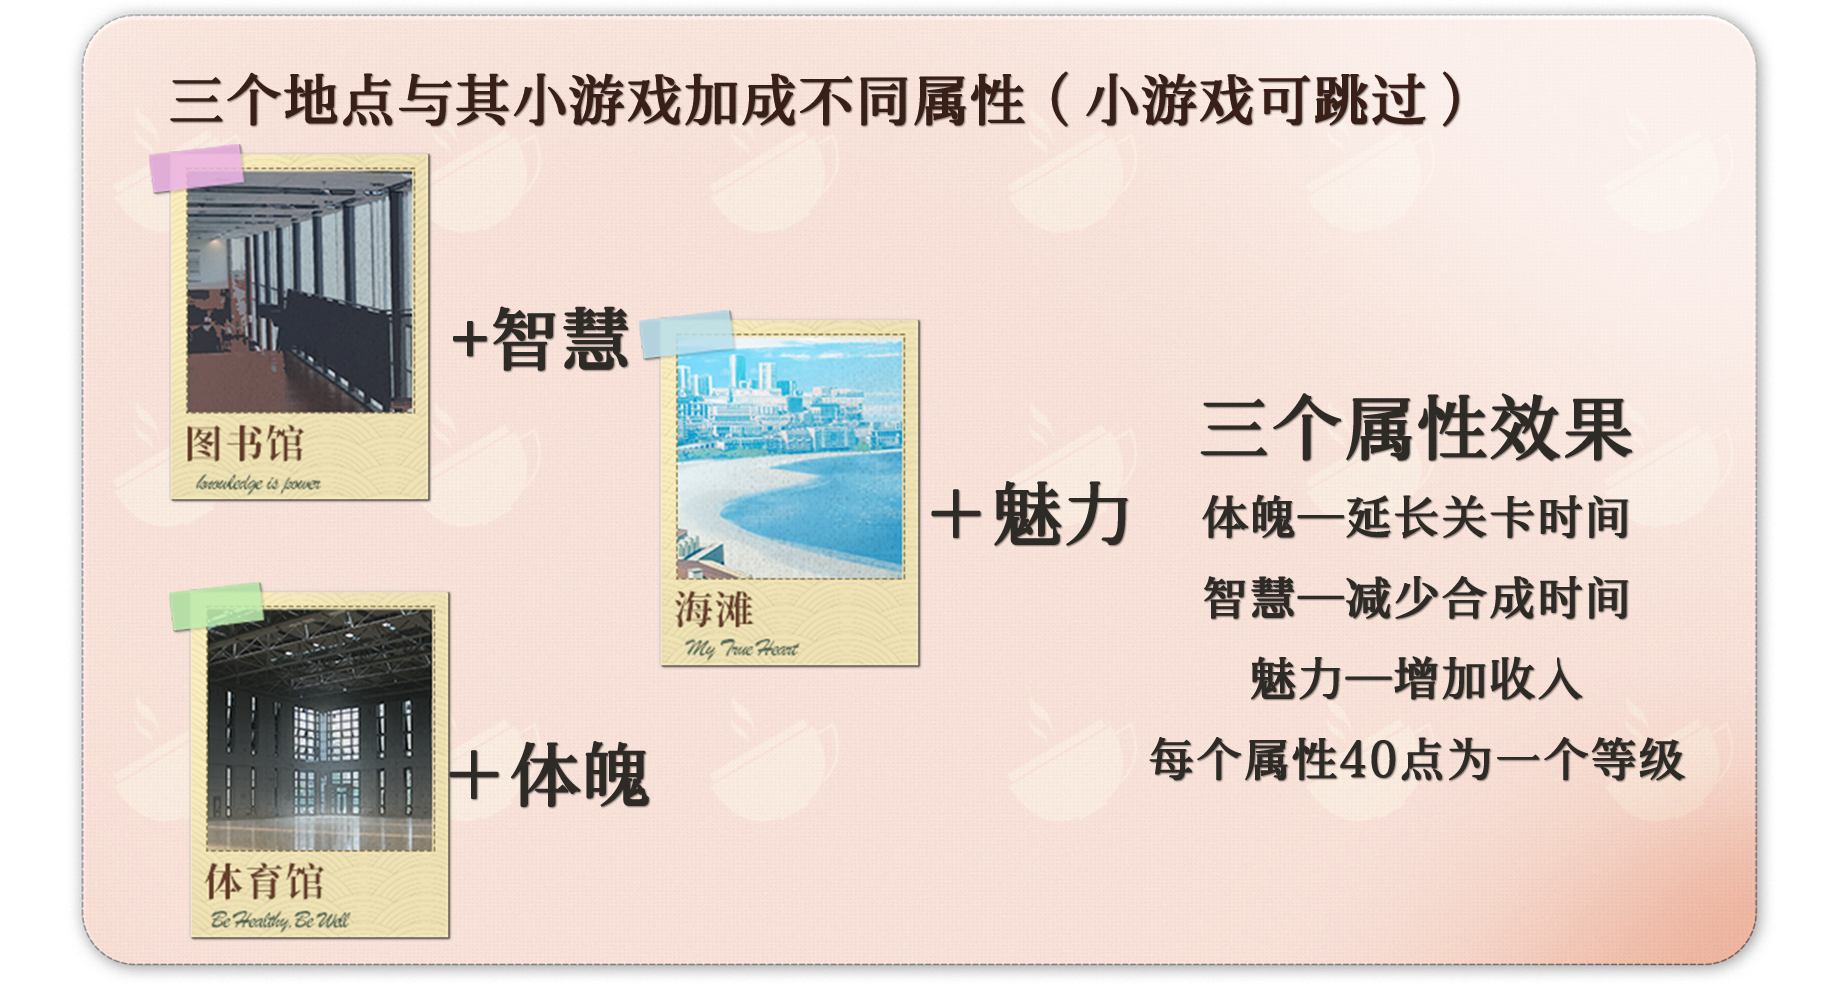 三个地点与其小游戏加成不同属性（小游戏可跳过）
+智慧
图书馆
knowledge is power
+魅力
海滩
My True Heart
+体魄
体育馆
Be Healthy, Be Well
三个属性效果
体魄—延长关卡时间
智慧—减少合成时间
魅力—增加收入
每个属性40点为一个等级